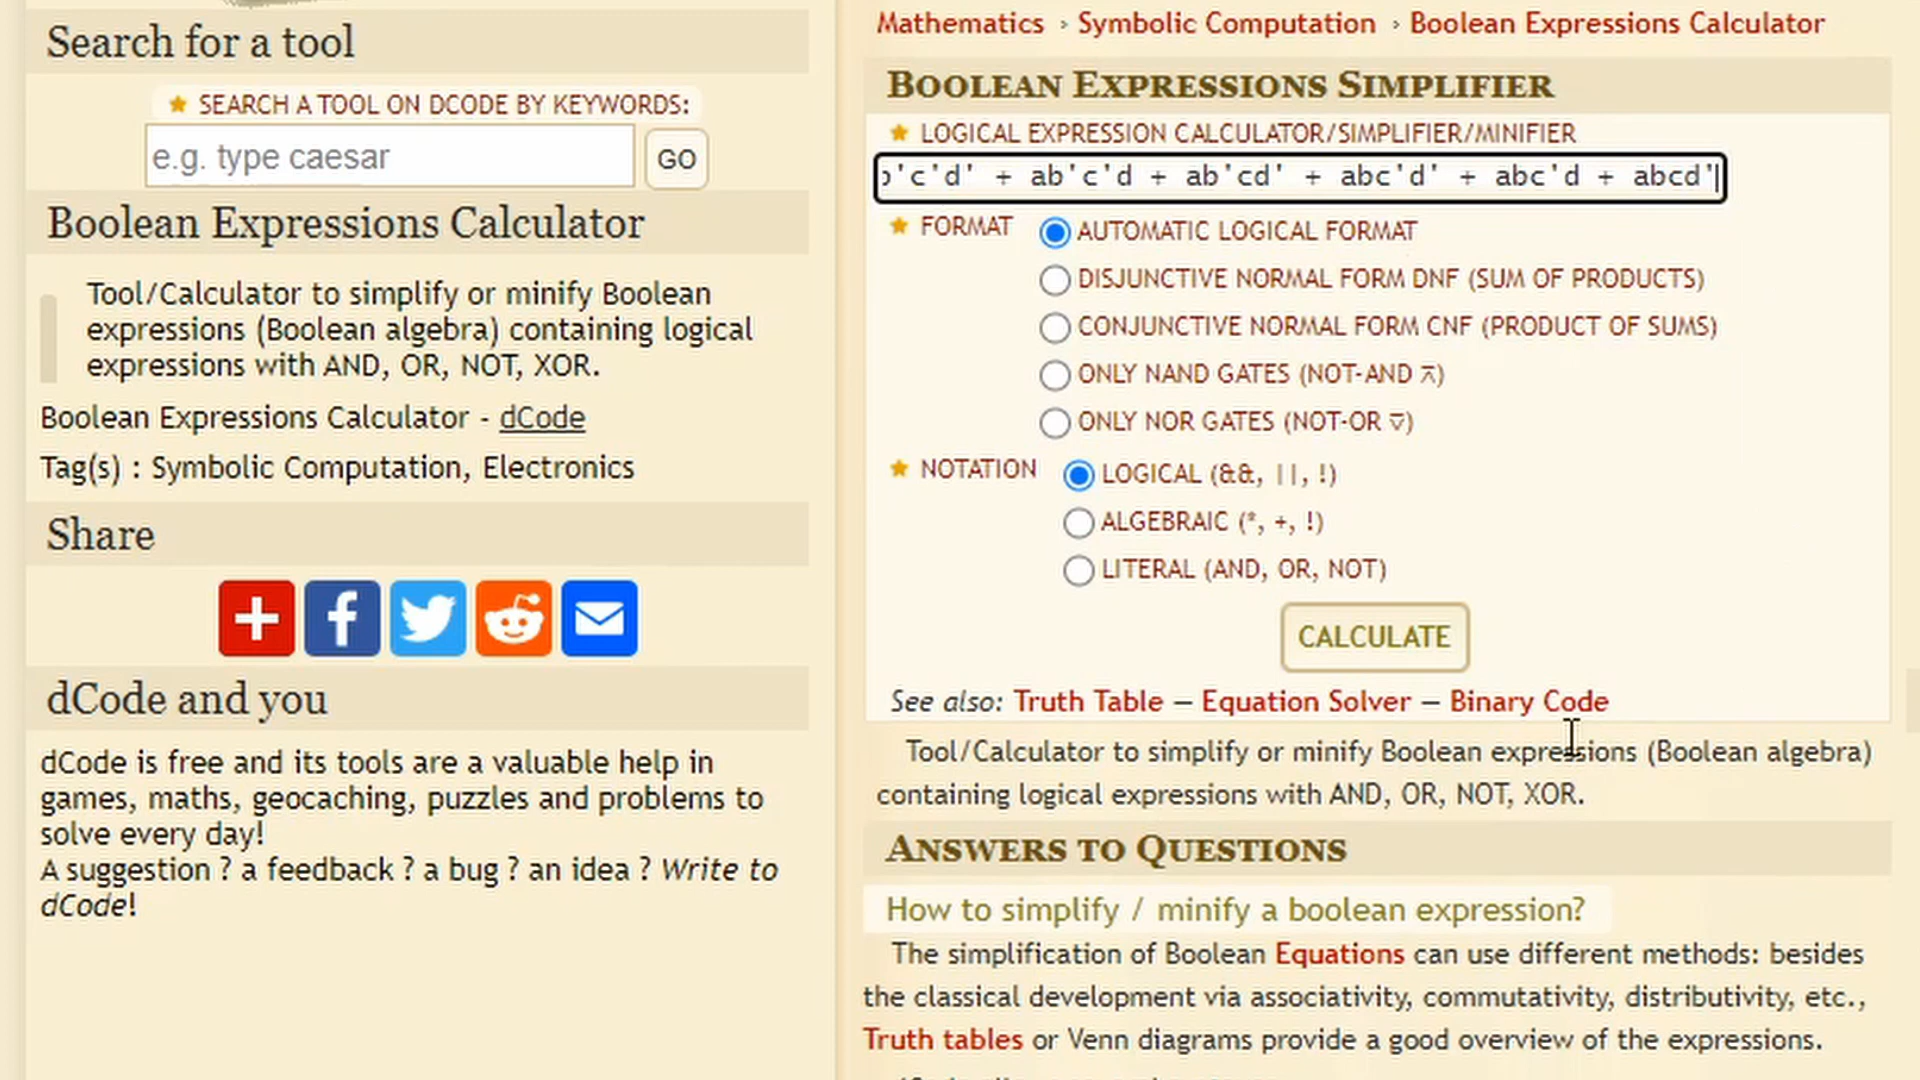 Search for a tool
SEARCH A TOOL ON DCODE BY KEYWORDS:
e.g. type caesar
GO
Boolean Expressions Calculator
Tool/Calculator to simplify or minify Boolean
expressions (Boolean algebra) containing logical
expressions with AND, OR, NOT, XOR.
Boolean Expressions Calculator - dCode
Tag(s) : Symbolic Computation, Electronics
Share
dCode and you
dCode is free and its tools are a valuable help in
games, maths, geocaching, puzzles and problems to
solve every day!
A suggestion ? a feedback ? a bug ? an idea ? Write to
dCode!
Mathematics › Symbolic Computation › Boolean Expressions Calculator
BOOLEAN EXPRESSIONS SIMPLIFIER
LOGICAL EXPRESSION CALCULATOR/SIMPLIFIER/MINIFIER
'c'd' + ab'c'd + ab'cd' + abc'd' + abc'd + abcd'
FORMAT
AUTOMATIC LOGICAL FORMAT
DISJUNCTIVE NORMAL FORM DNF (SUM OF PRODUCTS)
CONJUNCTIVE NORMAL FORM CNF (PRODUCT OF SUMS)
ONLY NAND GATES (NOT-AND ⊼)
ONLY NOR GATES (NOT-OR ⊽)
NOTATION
LOGICAL (&&, ||, !)
ALGEBRAIC (*, +, !)
LITERAL (AND, OR, NOT)
CALCULATE
See also: Truth Table — Equation Solver — Binary Code
Tool/Calculator to simplify or minify Boolean expressions (Boolean algebra)
containing logical expressions with AND, OR, NOT, XOR.
ANSWERS TO QUESTIONS
How to simplify / minify a boolean expression?
The simplification of Boolean Equations can use different methods: besides
the classical development via associativity, commutativity, distributivity, etc.,
Truth tables or Venn diagrams provide a good overview of the expressions.